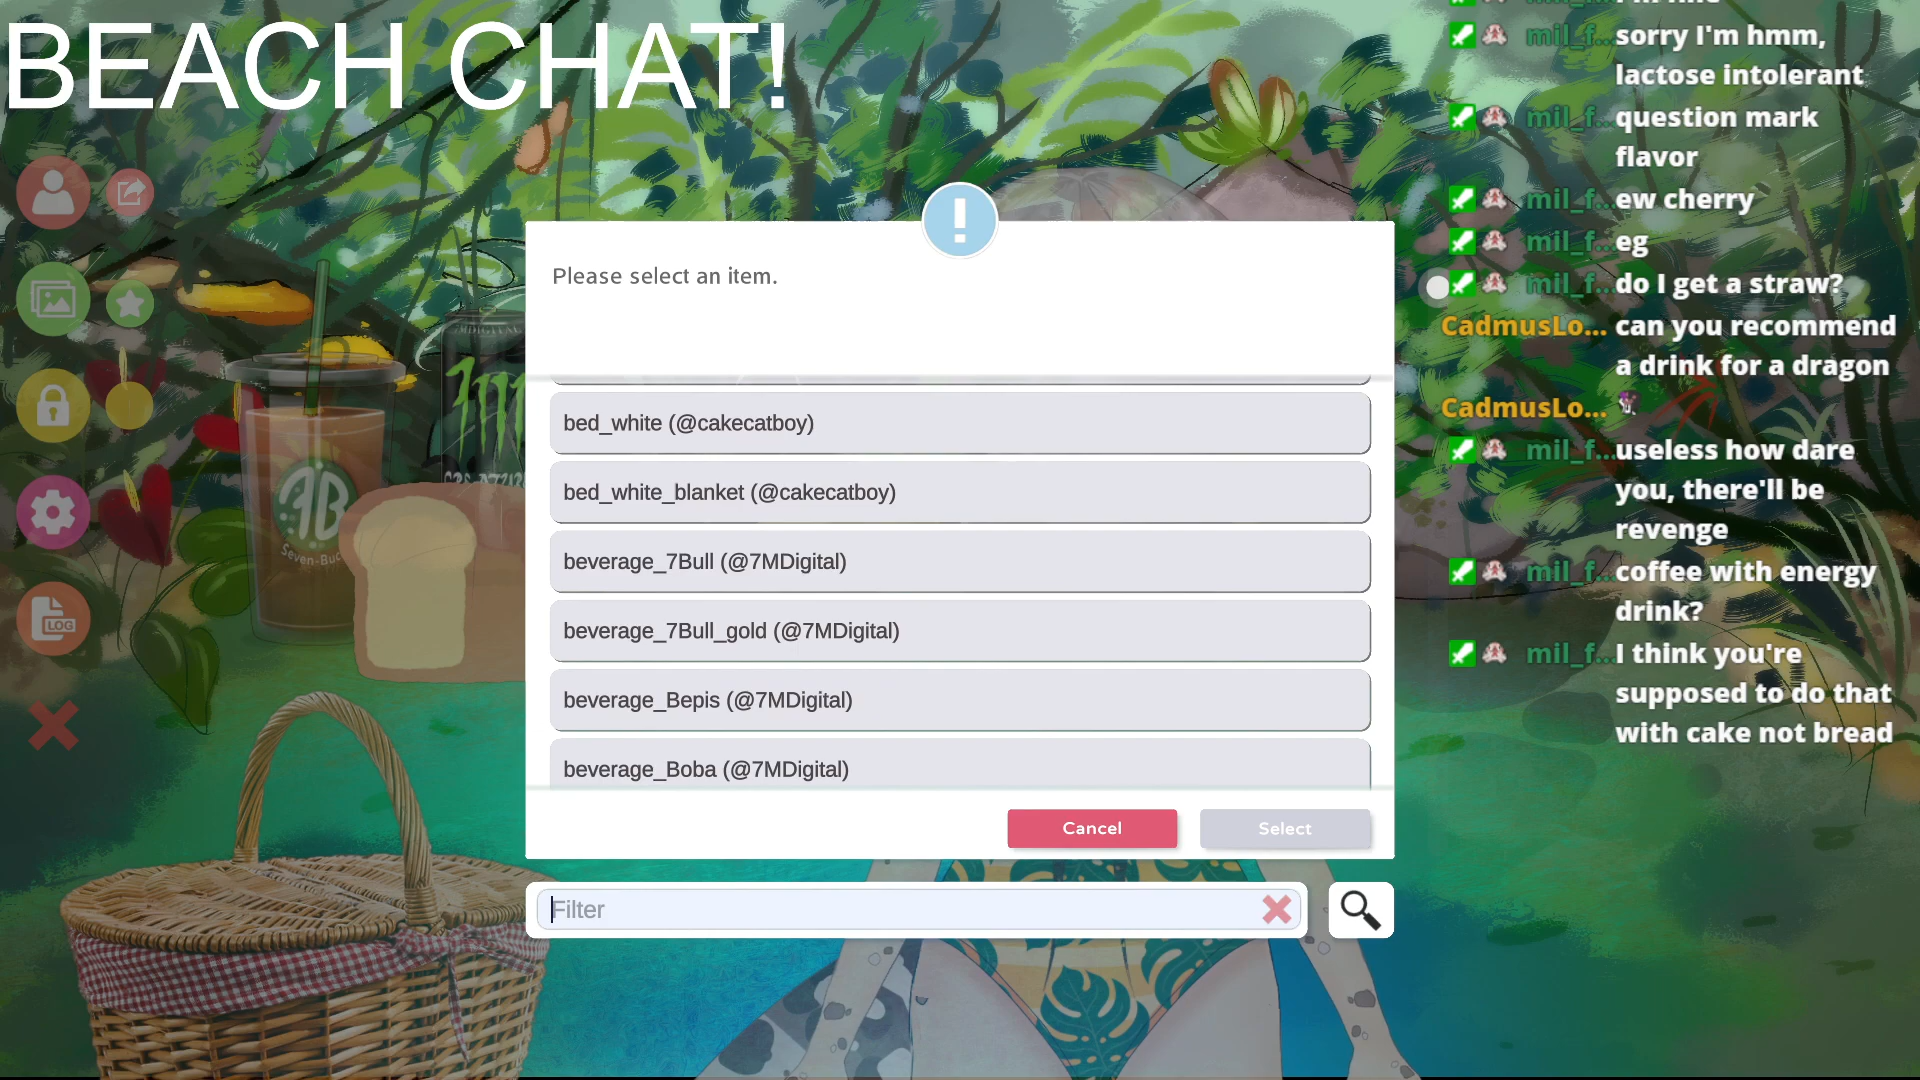 BEACH CHAT!
sorry I'm hmm,
lactose intolerant
mil_f... question mark
flavor
mil_f... ew cherry
mil_f... eg
mil_f... do I get a straw?
CadmusLo... can you recommend
a drink for a dragon
CadmusLo...
mil_f... useless how dare
you, there'll be
revenge
mil_f... coffee with energy
drink?
mil_f... I think you're
supposed to do that
with cake not bread
Please select an item.
bed_white (@cakecatboy)
bed_white_blanket (@cakecatboy)
beverage_7Bull (@7MDigital)
beverage_7Bull_gold (@7MDigital)
beverage_Bepis (@7MDigital)
beverage_Boba (@7MDigital)
Cancel
Select
Filter
LOG
7B
Seven-Buc